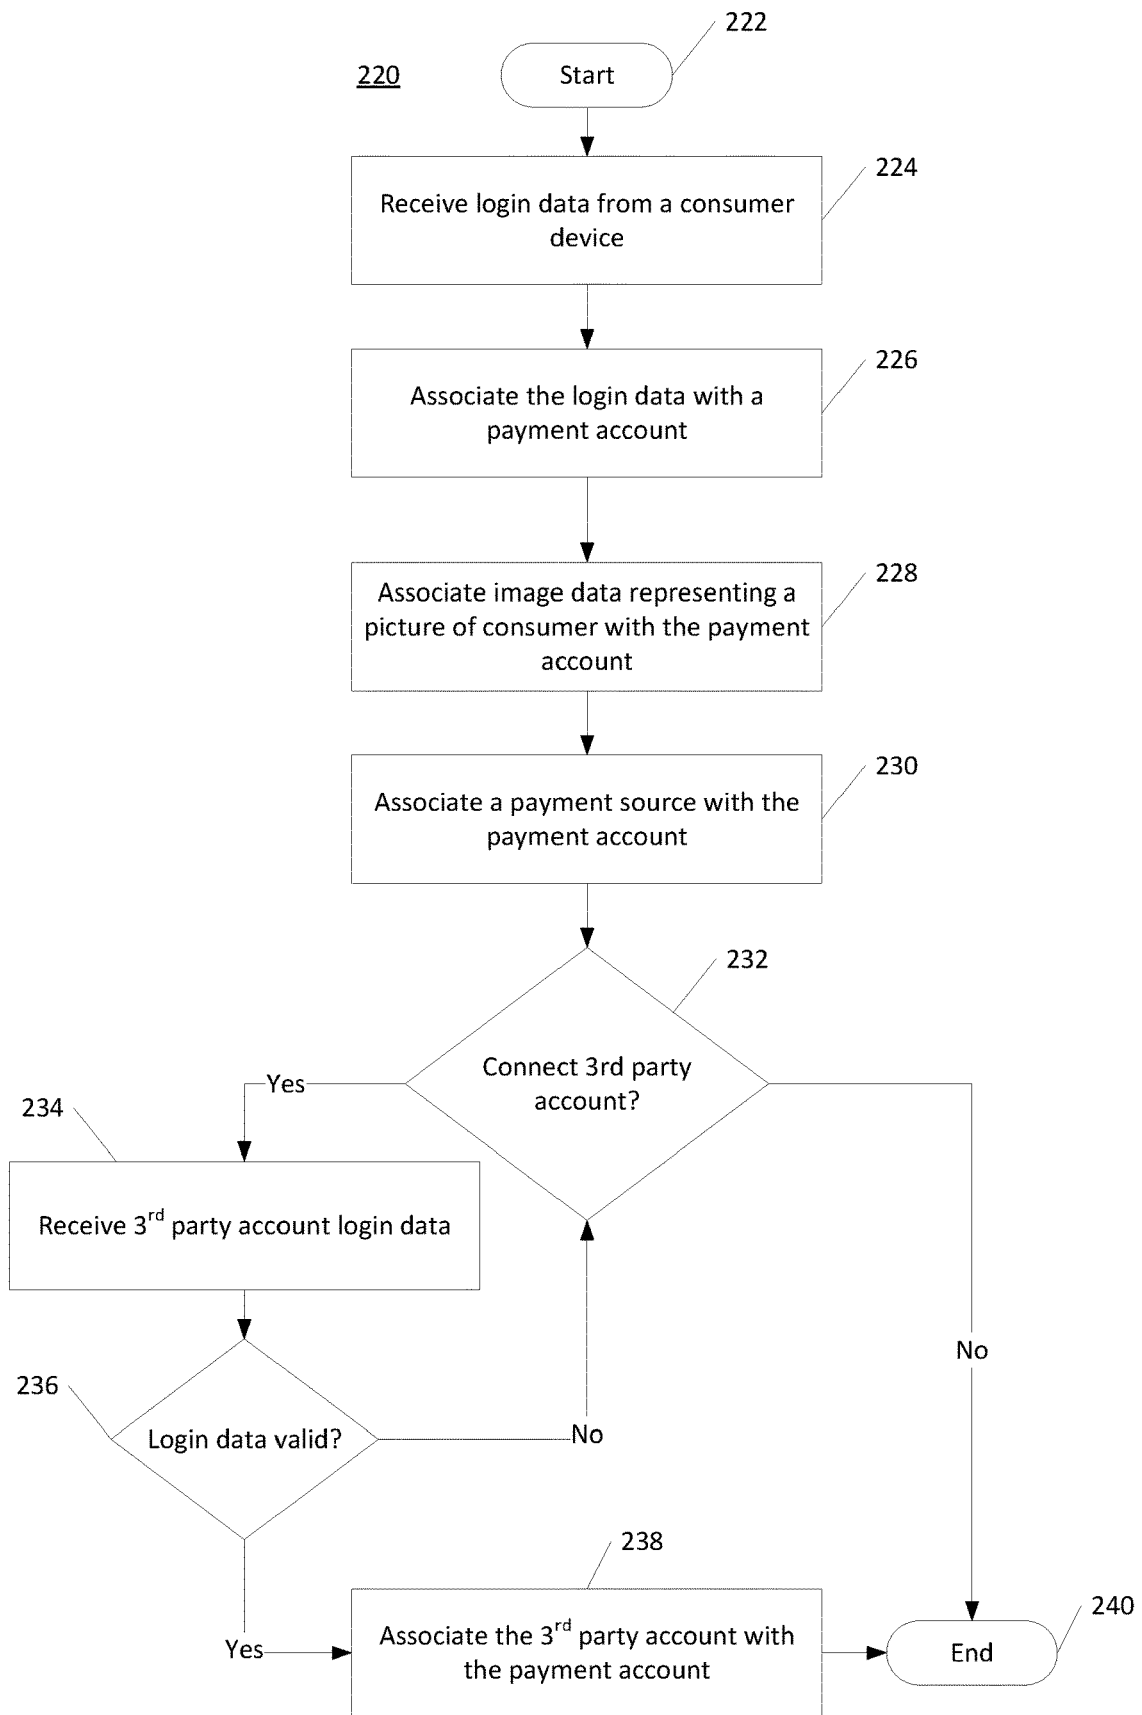 222
220
Start
224
Receive login data from a consumer
device
226
Associate the login data with a
payment account
228
Associate image data representing a
picture of consumer with the payment
account
230
Associate a payment source with the
payment account
232
Connect 3rd party
account?
Yes
234
Receive 3rd party account login data
No
236
Login data valid?
No
238
240
Yes
Associate the 3rd party account with
the payment account
End